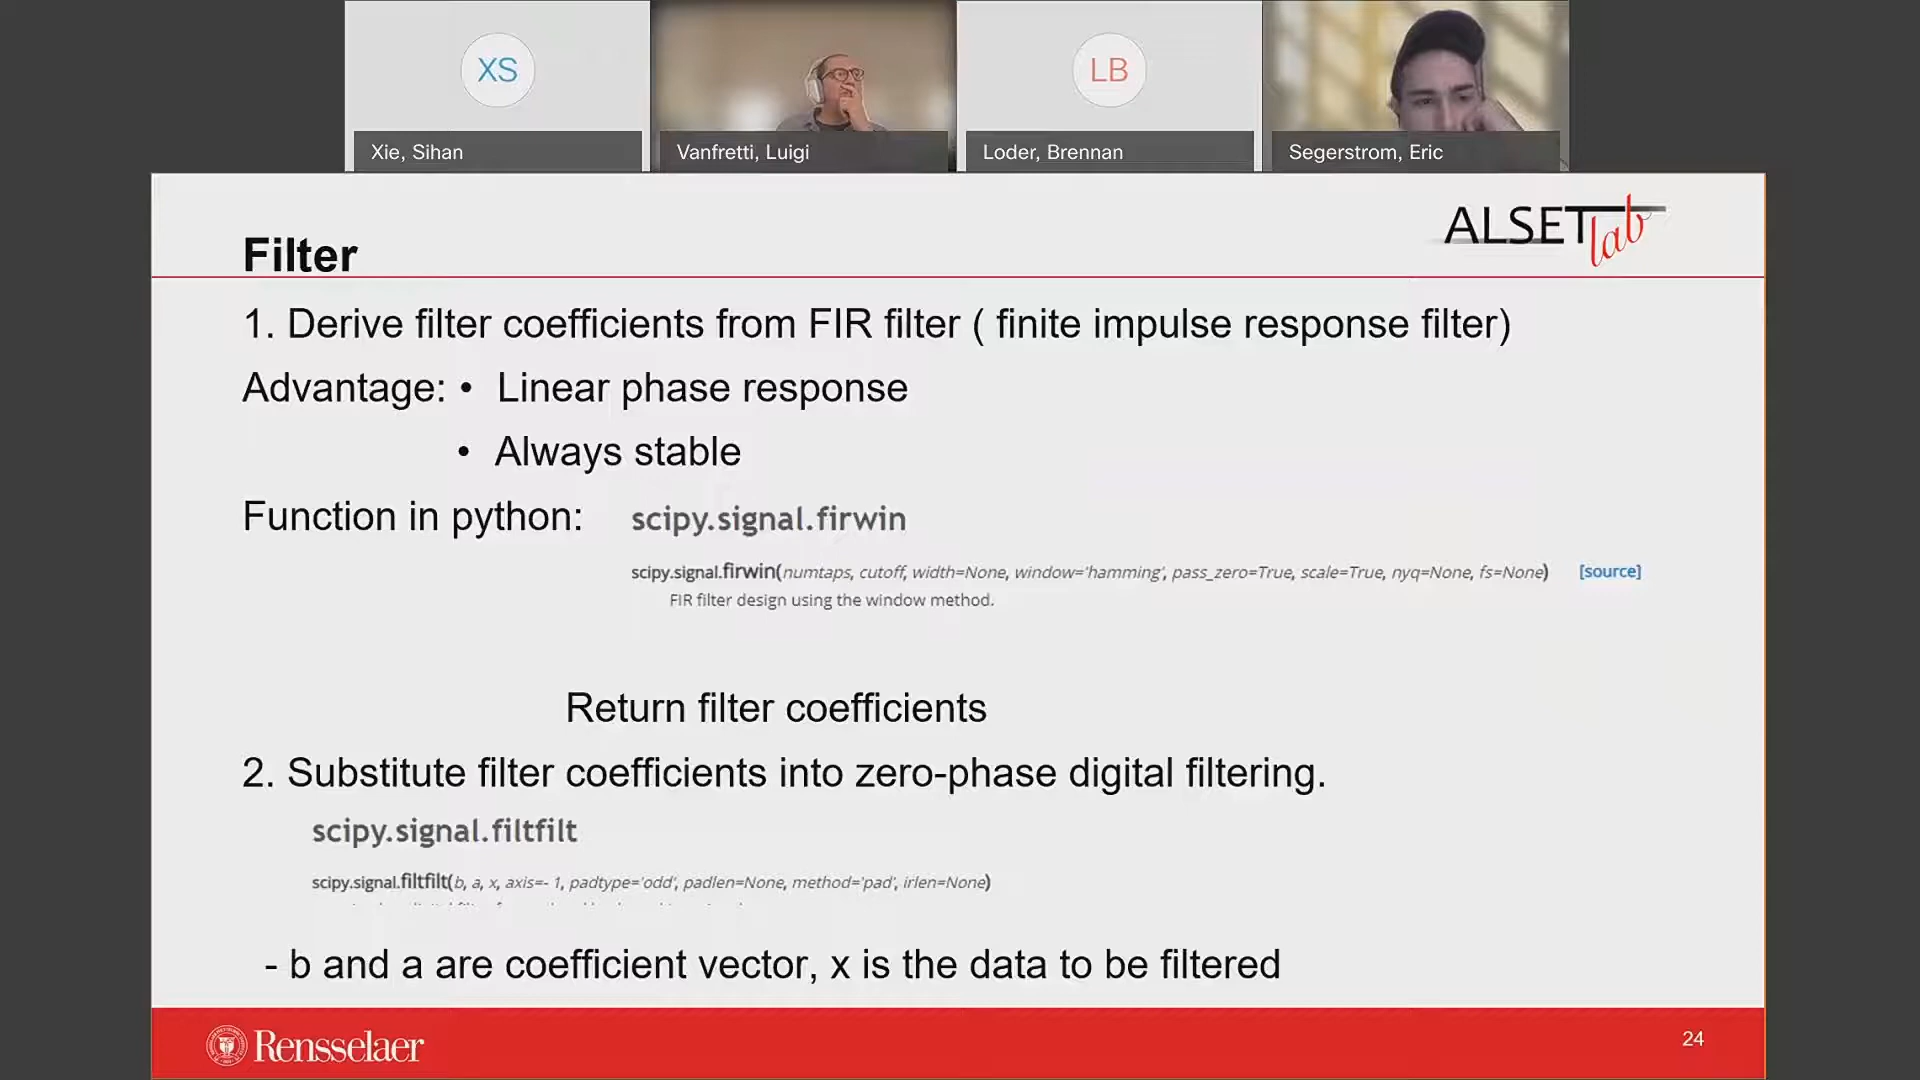 XS
LB
Xie, Sihan
Vanfretti, Luigi
Loder, Brennan
Segerstrom, Eric
ALSETlab
Filter
1. Derive filter coefficients from FIR filter ( finite impulse response filter)
Advantage: • Linear phase response
• Always stable
Function in python: scipy.signal.firwin
scipy.signal.firwin(numtaps, cutoff, width=None, window='hamming', pass_zero=True, scale=True, nyq=None, fs=None) [source]
FIR filter design using the window method.
Return filter coefficients
2. Substitute filter coefficients into zero-phase digital filtering.
scipy.signal.filtfilt
scipy.signal.filtfilt(b, a, x, axis=- 1, padtype='odd', padlen=None, method='pad', irlen=None)
- b and a are coefficient vector, x is the data to be filtered
Rensselaer
24